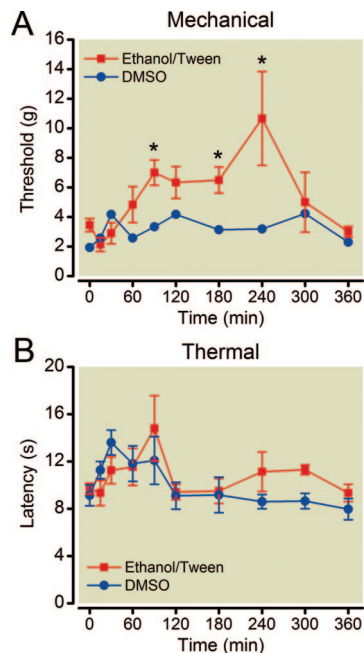 A
Mechanical
16
14
12
10
8
6
4
2
0
Threshold (g)
Ethanol/Tween
DMSO
*
*
*
0
60
120
180
240
300
360
Time (min)
B
Thermal
20
16
12
8
4
0
Latency (s)
Ethanol/Tween
DMSO
0
60
120
180
240
300
360
Time (min)